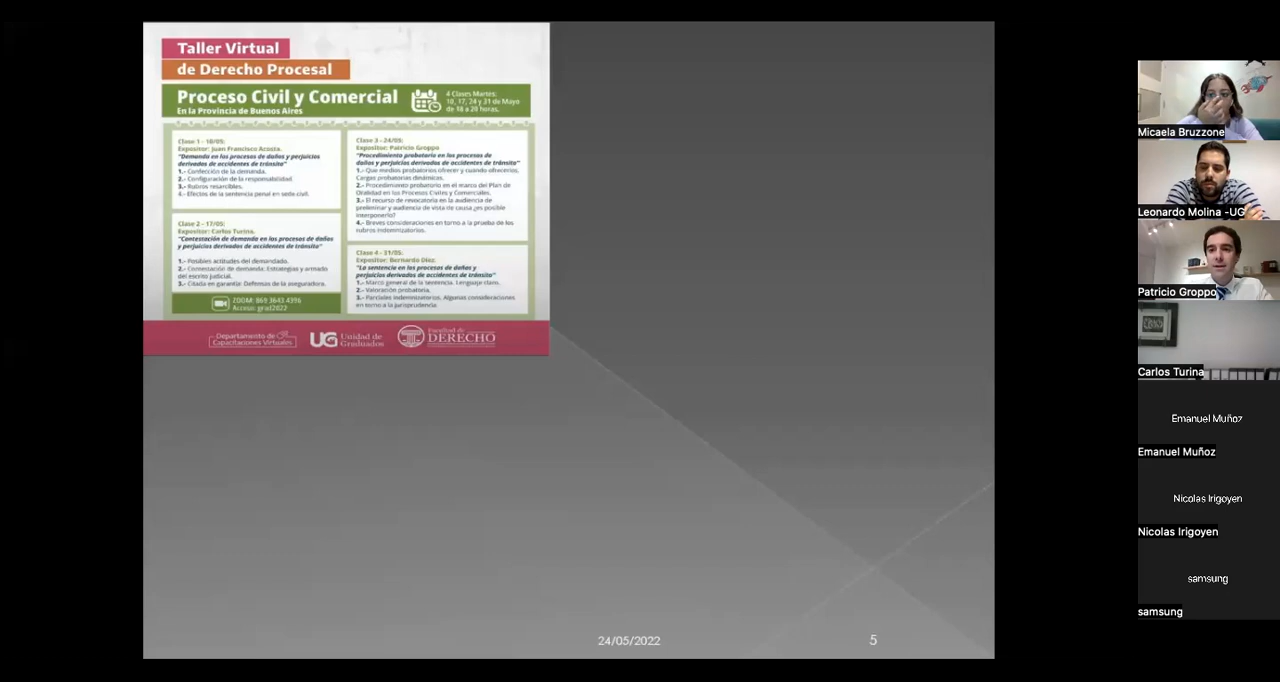 Taller Virtual
de Derecho Procesal
Proceso Civil y Comercial
En la Provincia de Buenos Aires
4 Clases Martes:
10, 17, 24 y 31 de Mayo
de 18 a 20 horas.
Clase 1 - 10/05:
Expositor: Juan Francisco Acosta.
"Demanda en los procesos de daños y perjuicios
derivados de accidentes de tránsito"
1.- Confección de la demanda.
2.- Configuración de la responsabilidad
3.- Rubros resarcibles.
4.- Efectos de la sentencia penal en sede civil.
Clase 2 - 17/05:
Expositor: Carlos Turina.
"Contestación de demanda en los procesos de daños
y perjuicios derivados de accidentes de tránsito"
1.- Posibles actitudes del demandado.
2.- Contestación de demanda. Estrategias y armado
del escrito judicial.
3.- Citada en garantía: Defensas de la aseguradora.
ZOOM: 869 3643 4396
Acceso: grad2022
Clase 3 - 24/05:
Expositor: Patricio Groppo
"Procedimiento probatorio en los procesos de
daños y perjuicios derivados de accidentes de tránsito"
1.- Que medios probatorios ofrecer y cuando ofrecerlos.
Cargas probatorias dinámicas.
2.- Procedimiento probatorio en el marco del Plan de
Oralidad en los Procesos Civiles y Comerciales.
3.- El recurso de revocatoria en la audiencia de
preliminar y audiencia de vista de causa ¿es posible
interponerlo?
4.- Breves consideraciones en torno a la prueba de los
rubros indemnizatorios.
Clase 4 - 31/05:
Expositor: Bernardo Diez.
"La sentencia en los procesos de daños y
perjuicios derivados de accidentes de tránsito"
1.- Marco general de la sentencia. Lenguaje claro.
2.- Valoración probatoria.
3.- Parciales indemnizatorios. Algunas consideraciones
en torno a la jurisprudencia.
Departamento de
Capacitaciones Virtuales
UG Unidad de
Graduados
Facultad de
DERECHO
24/05/2022
5
Micaela Bruzzone
Leonardo Molina -UG
Patricio Groppo
Carlos Turina
Emanuel Muñoz
Emanuel Muñoz
Nicolas Irigoyen
Nicolas Irigoyen
samsung
samsung